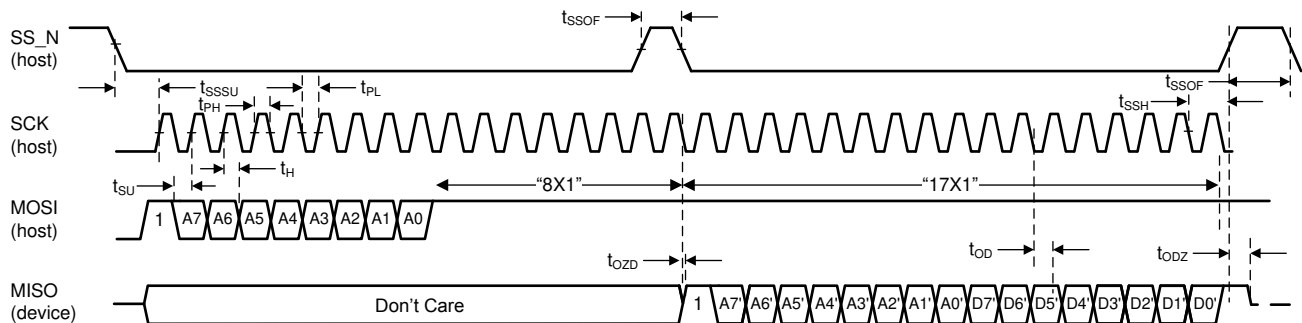 SS_N
(host)
tSSOF
tSSSU
tPH
tPL
tSSOF
tSSH
SCK
(host)
tSU
tH
“8X1”
“17X1”
MOSI
(host)
1 A7 A6 A5 A4 A3 A2 A1 A0
tOZD
tOD
tODZ
MISO
(device)
Don’t Care
1 A7' A6' A5' A4' A3' A2' A1' A0' D7' D6' D5' D4' D3' D2' D1' D0'